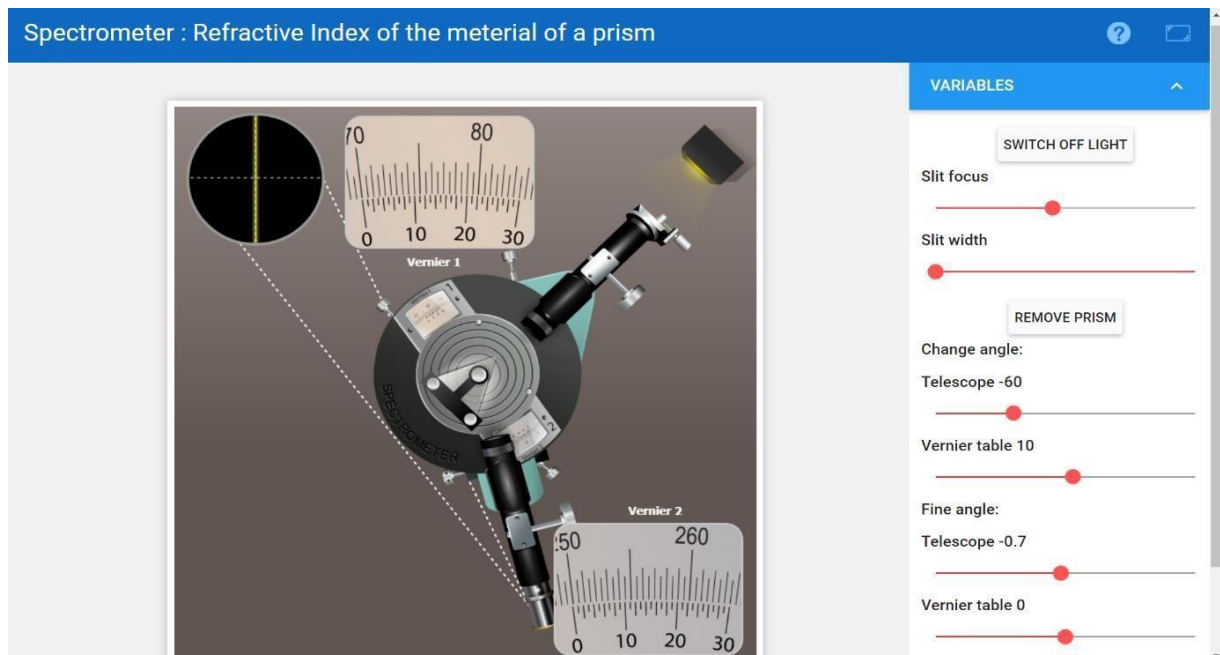 Spectrometer : Refractive Index of the meterial of a prism
?
VARIABLES
SWITCH OFF LIGHT
Slit focus
Slit width
REMOVE PRISM
Change angle:
Telescope -60
Vernier table 10
Fine angle:
Telescope -0.7
Vernier table 0
70 80
0 10 20 30
Vernier 1
SPECTROMETER
2
Vernier 2
250 260
0 10 20 30